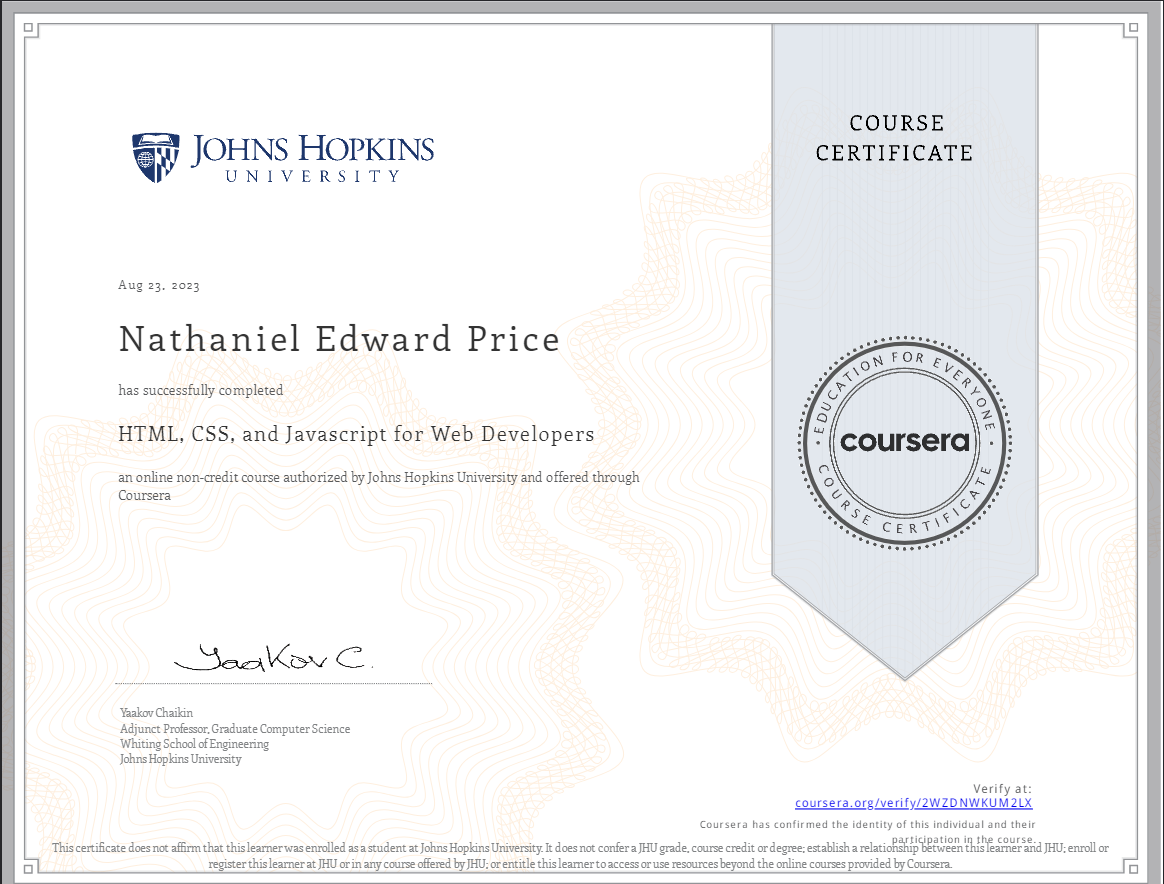 JOHNS HOPKINS
UNIVERSITY
COURSE
CERTIFICATE
Aug 23, 2023
Nathaniel Edward Price
has successfully completed
HTML, CSS, and Javascript for Web Developers
an online non-credit course authorized by Johns Hopkins University and offered through
Coursera
EDUCATION FOR EVERYONE
coursera
COURSE CERTIFICATE
Yaakov C.
Yaakov Chaikin
Adjunct Professor, Graduate Computer Science
Whiting School of Engineering
Johns Hopkins University
Verify at:
coursera.org/verify/2WZDNWKUM2LX
Coursera has confirmed the identity of this individual and their
participation in the course.
This certificate does not affirm that this learner was enrolled as a student at Johns Hopkins University. It does not confer a JHU grade, course credit or degree; establish a relationship between this learner and JHU; enroll or
register this learner at JHU or in any course offered by JHU; or entitle this learner to access or use resources beyond the online courses provided by Coursera.